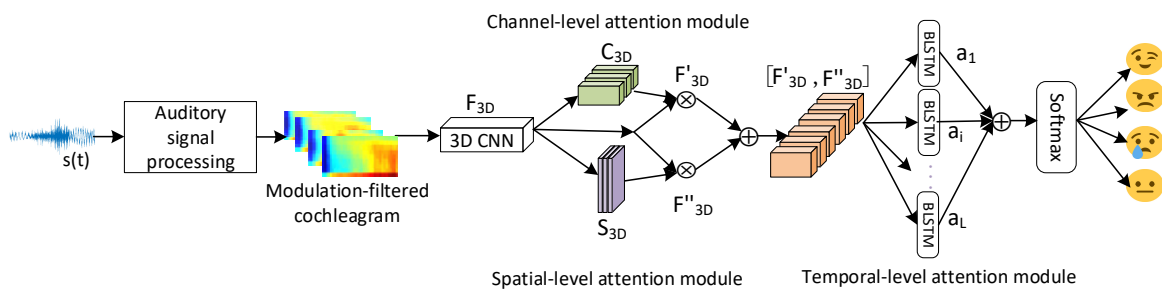 Channel-level attention module
s(t)
Auditory
signal
processing
Modulation-filtered
cochleagram
F3D
3D CNN
C3D
S3D
F'3D
F''3D
Spatial-level attention module
[F'3D , F''3D]
BLSTM
BLSTM
BLSTM
a1
ai
aL
Temporal-level attention module
Softmax